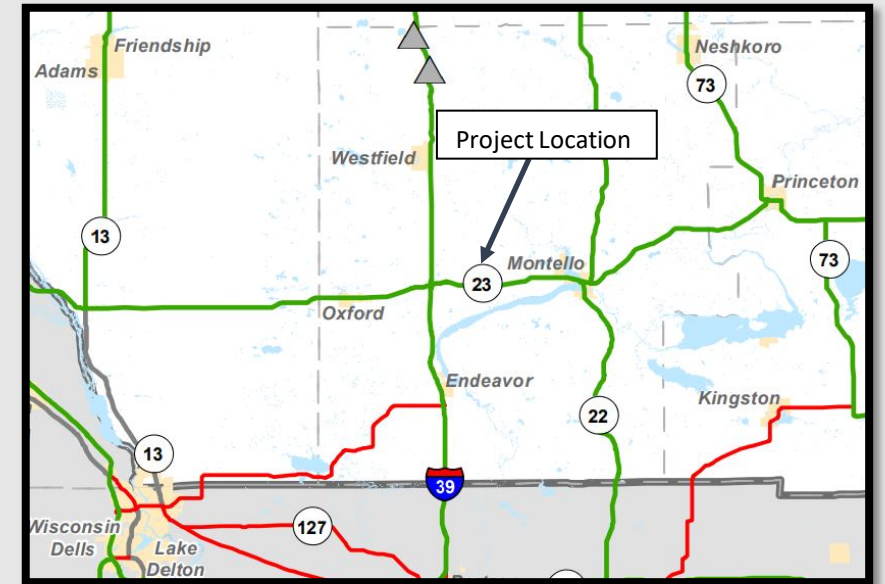 Friendship
Neshkoro
Adams
73
Project Location
Westfield
Princeton
13
Montello
73
23
Oxford
Endeavor
Kingston
22
13
39
127
Wisconsin
Dells
Lake
Delton